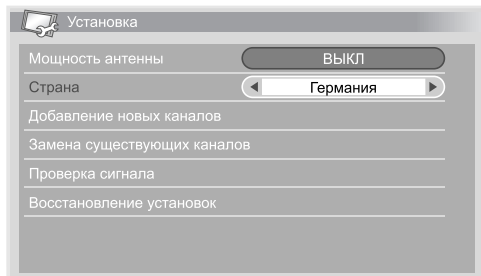 Установка
Мощность антенны ВЫКЛ
Страна Германия
Добавление новых каналов
Замена существующих каналов
Проверка сигнала
Восстановление установок